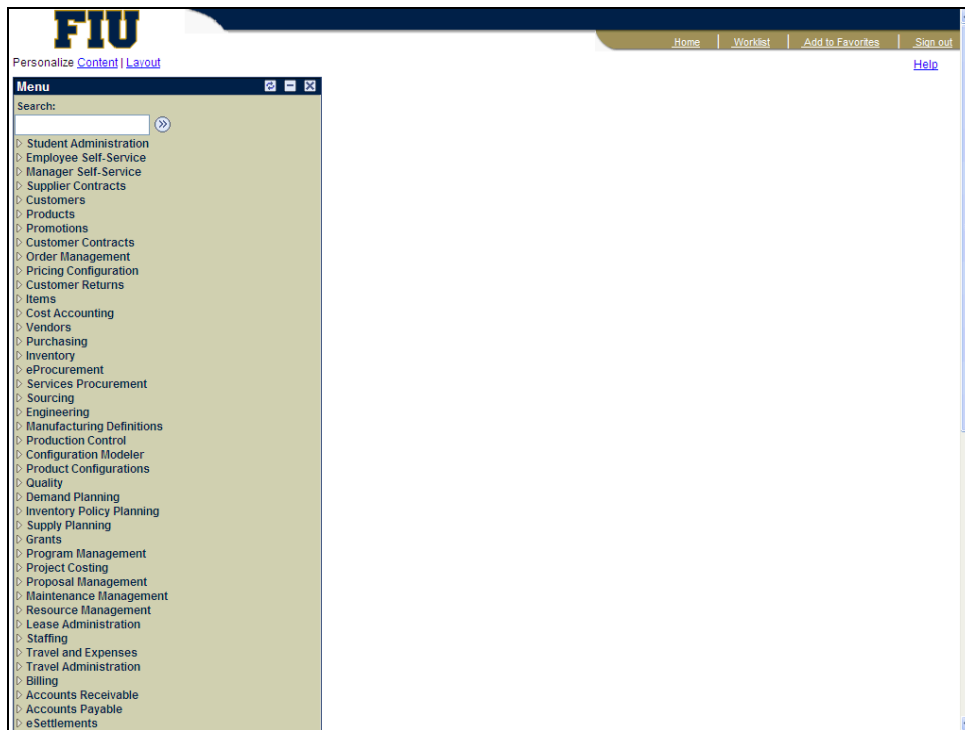 FIU
Home | Worklist | Add to Favorites | Sign out
Personalize Content | Layout
Help
Menu
Search:
Student Administration
Employee Self-Service
Manager Self-Service
Supplier Contracts
Customers
Products
Promotions
Customer Contracts
Order Management
Pricing Configuration
Customer Returns
Items
Cost Accounting
Vendors
Purchasing
Inventory
eProcurement
Services Procurement
Sourcing
Engineering
Manufacturing Definitions
Production Control
Configuration Modeler
Product Configurations
Quality
Demand Planning
Inventory Policy Planning
Supply Planning
Grants
Program Management
Project Costing
Proposal Management
Maintenance Management
Resource Management
Lease Administration
Staffing
Travel and Expenses
Travel Administration
Billing
Accounts Receivable
Accounts Payable
eSettlements